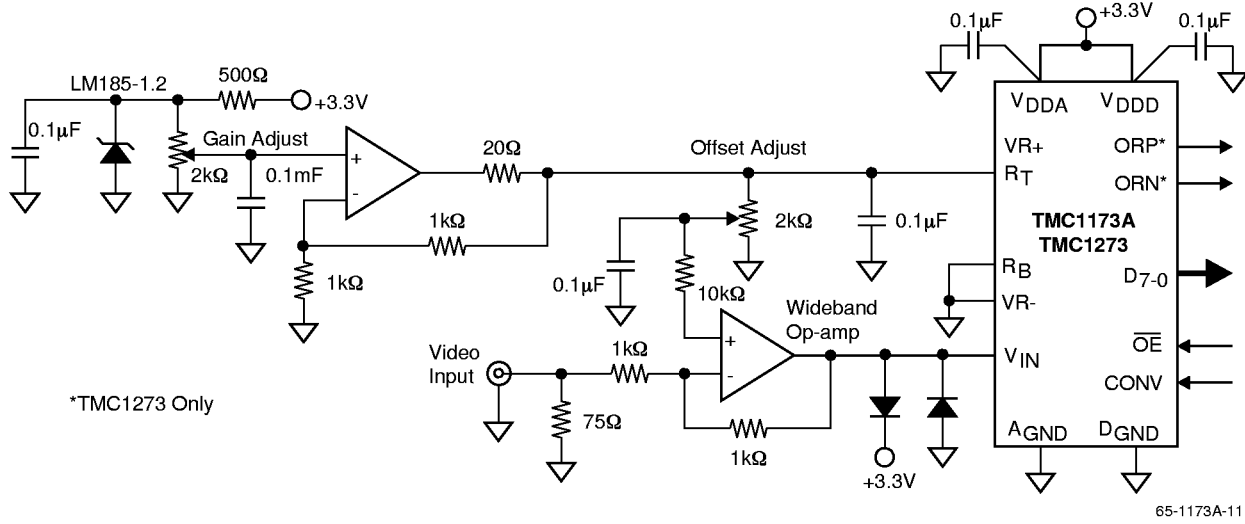 0.1µF
+3.3V
0.1µF
LM185-1.2
500Ω
+3.3V
0.1µF
2kΩ
Gain Adjust
0.1mF
+
-
20Ω
1kΩ
1kΩ
Offset Adjust
2kΩ
0.1µF
0.1µF
10kΩ
Wideband
Op-amp
+
-
Video
Input
75Ω
1kΩ
1kΩ
+3.3V
VDDA
VDDD
VR+
RT
ORP*
ORN*
TMC1173A
TMC1273
RB
VR-
D7-0
VIN
OE
CONV
AGND
DGND
*TMC1273 Only
65-1173A-11